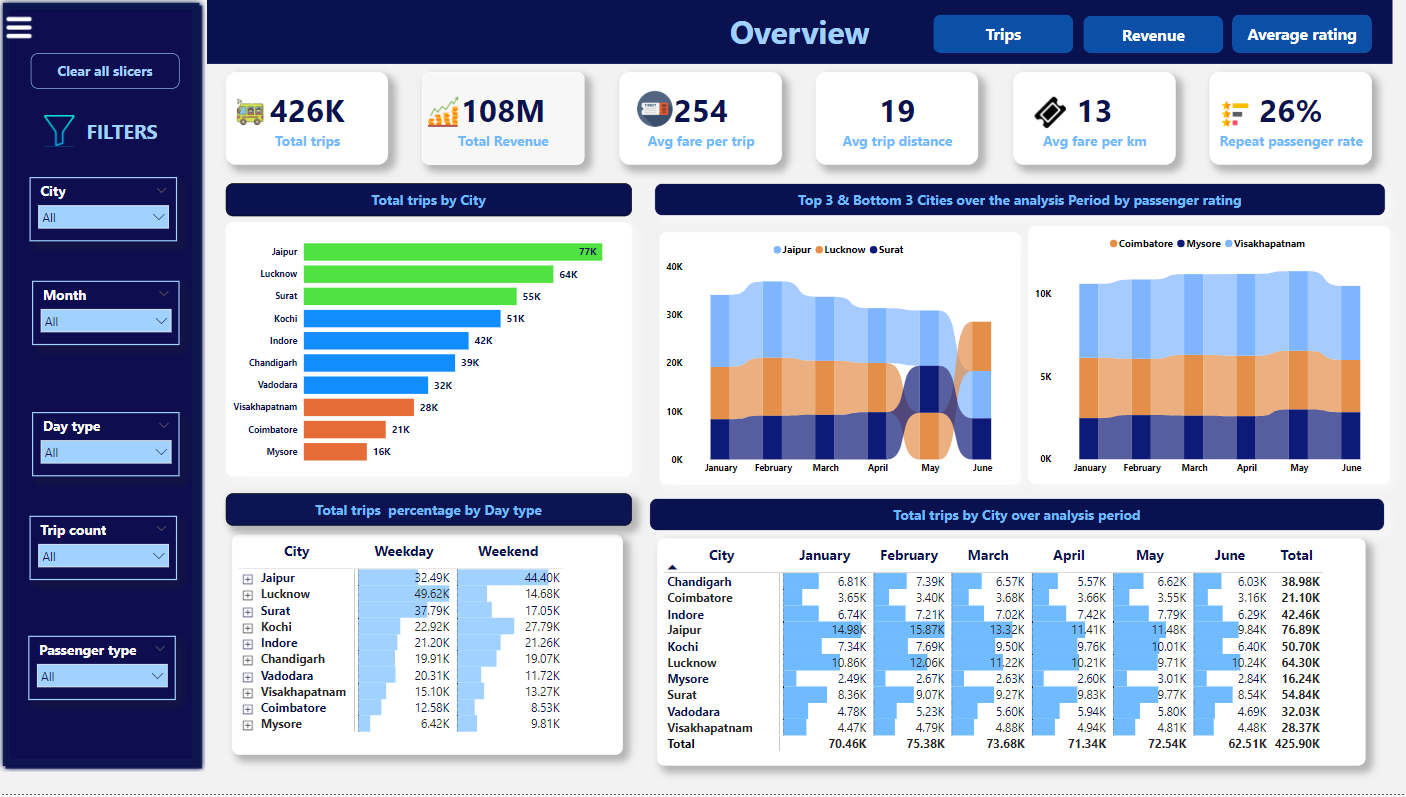 Overview
Trips
Revenue
Average rating
Clear all slicers
FILTERS
City
All
Month
All
Day type
All
Trip count
All
Passenger type
All
426K
Total trips
108M
Total Revenue
254
Avg fare per trip
19
Avg trip distance
13
Avg fare per km
26%
Repeat passenger rate
Total trips by City
Jaipur 77K
Lucknow 64K
Surat 55K
Kochi 51K
Indore 42K
Chandigarh 39K
Vadodara 32K
Visakhapatnam 28K
Coimbatore 21K
Mysore 16K
Top 3 & Bottom 3 Cities over the analysis Period by passenger rating
Jaipur Lucknow Surat
40K
30K
20K
10K
0K
January February March April May June
Coimbatore Mysore Visakhapatnam
10K
5K
0K
January February March April May June
Total trips percentage by Day type
City Weekday Weekend
Jaipur 32.49K 44.40K
Lucknow 49.62K 14.68K
Surat 37.79K 17.05K
Kochi 22.92K 27.79K
Indore 21.20K 21.26K
Chandigarh 19.91K 19.07K
Vadodara 20.31K 11.72K
Visakhapatnam 15.10K 13.27K
Coimbatore 12.58K 8.53K
Mysore 6.42K 9.81K
Total trips by City over analysis period
City January February March April May June Total
Chandigarh 6.81K 7.39K 6.57K 5.57K 6.62K 6.03K 38.98K
Coimbatore 3.65K 3.40K 3.68K 3.66K 3.55K 3.16K 21.10K
Indore 6.74K 7.21K 7.02K 7.42K 7.79K 6.29K 42.46K
Jaipur 14.98K 15.87K 13.32K 11.41K 11.48K 9.84K 76.89K
Kochi 7.34K 7.69K 9.50K 9.76K 10.01K 6.40K 50.70K
Lucknow 10.86K 12.06K 11.22K 10.21K 9.71K 10.24K 64.30K
Mysore 2.49K 2.67K 2.63K 2.60K 3.01K 2.84K 16.24K
Surat 8.36K 9.07K 9.27K 9.83K 9.77K 8.54K 54.84K
Vadodara 4.78K 5.23K 5.60K 5.94K 5.80K 4.69K 32.03K
Visakhapatnam 4.47K 4.79K 4.88K 4.94K 4.81K 4.48K 28.37K
Total 70.46K 75.38K 73.68K 71.34K 72.54K 62.51K 425.90K